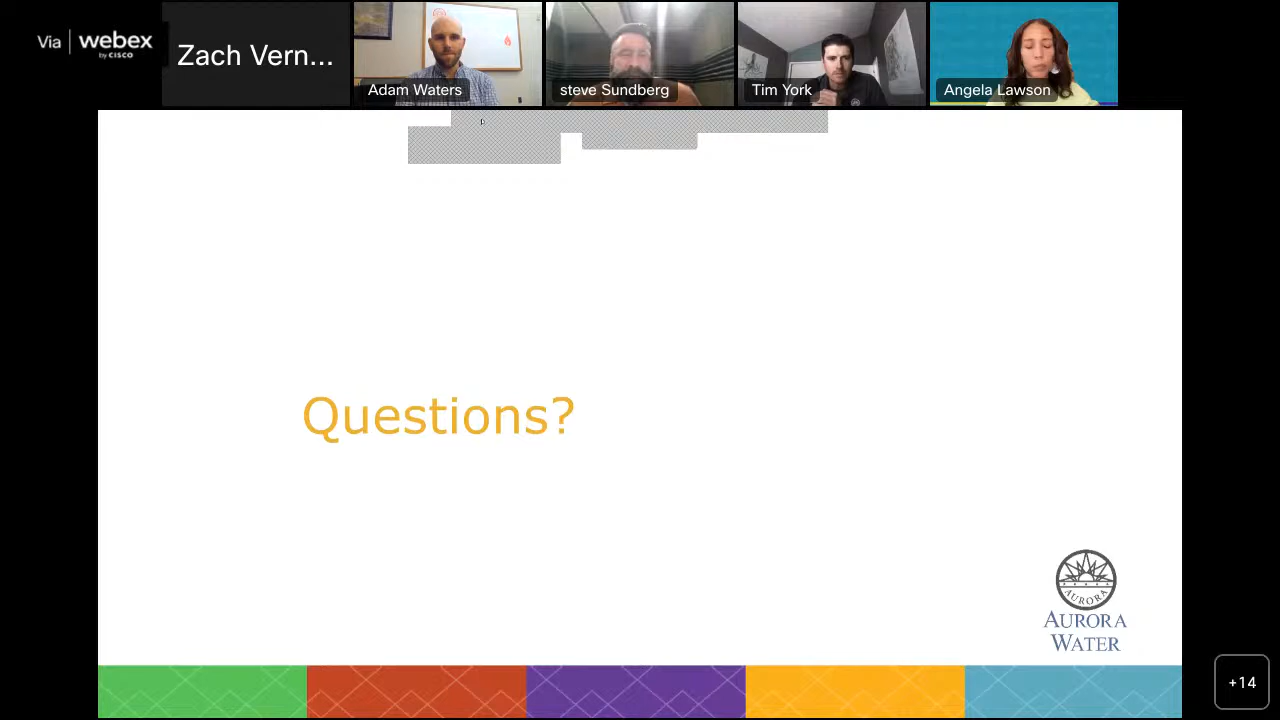 Via webex
by CISCO
Zach Vern...
Adam Waters
steve Sundberg
Tim York
Angela Lawson
Questions?
AURORA
AURORA
WATER
+14